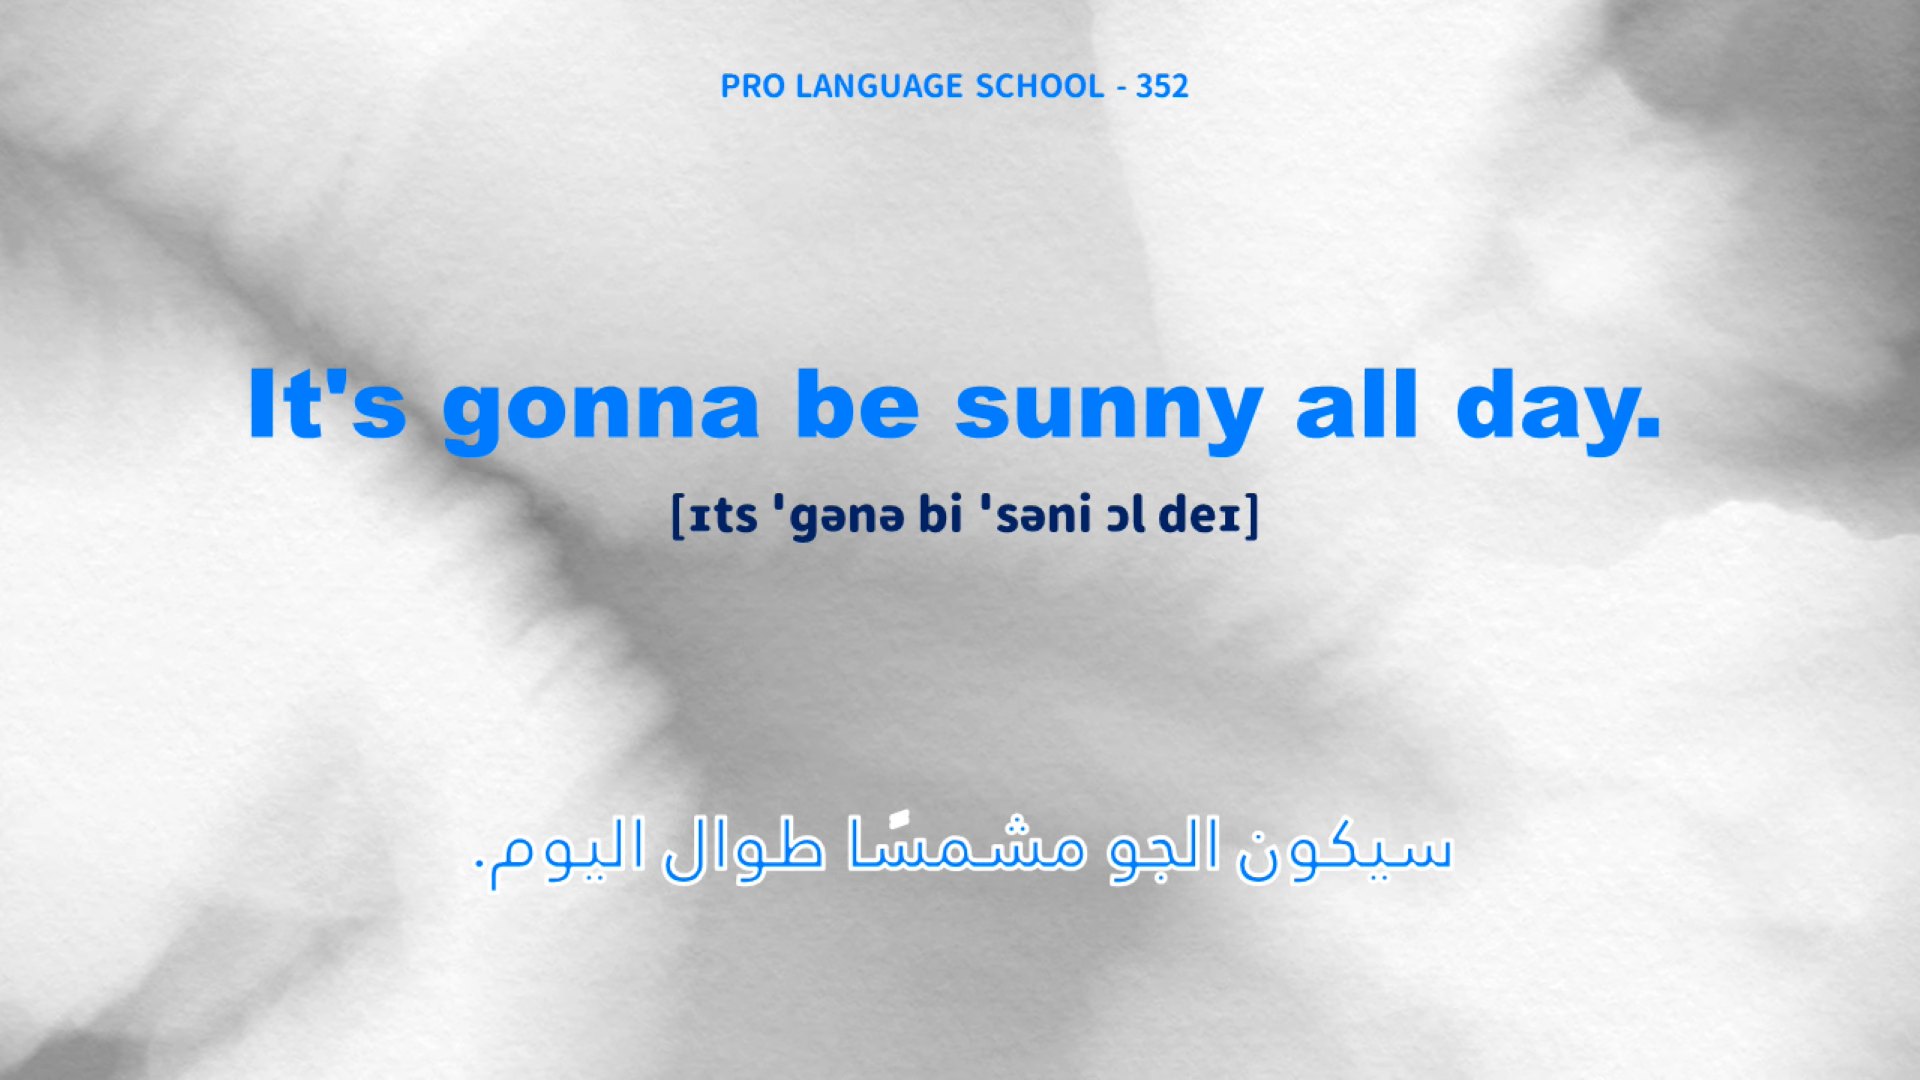 PRO LANGUAGE SCHOOL - 352
It's gonna be sunny all day.
[ɪts ˈgənə bi ˈsəni ɔl deɪ]
سيكون الجو مشمسًا طوال اليوم.